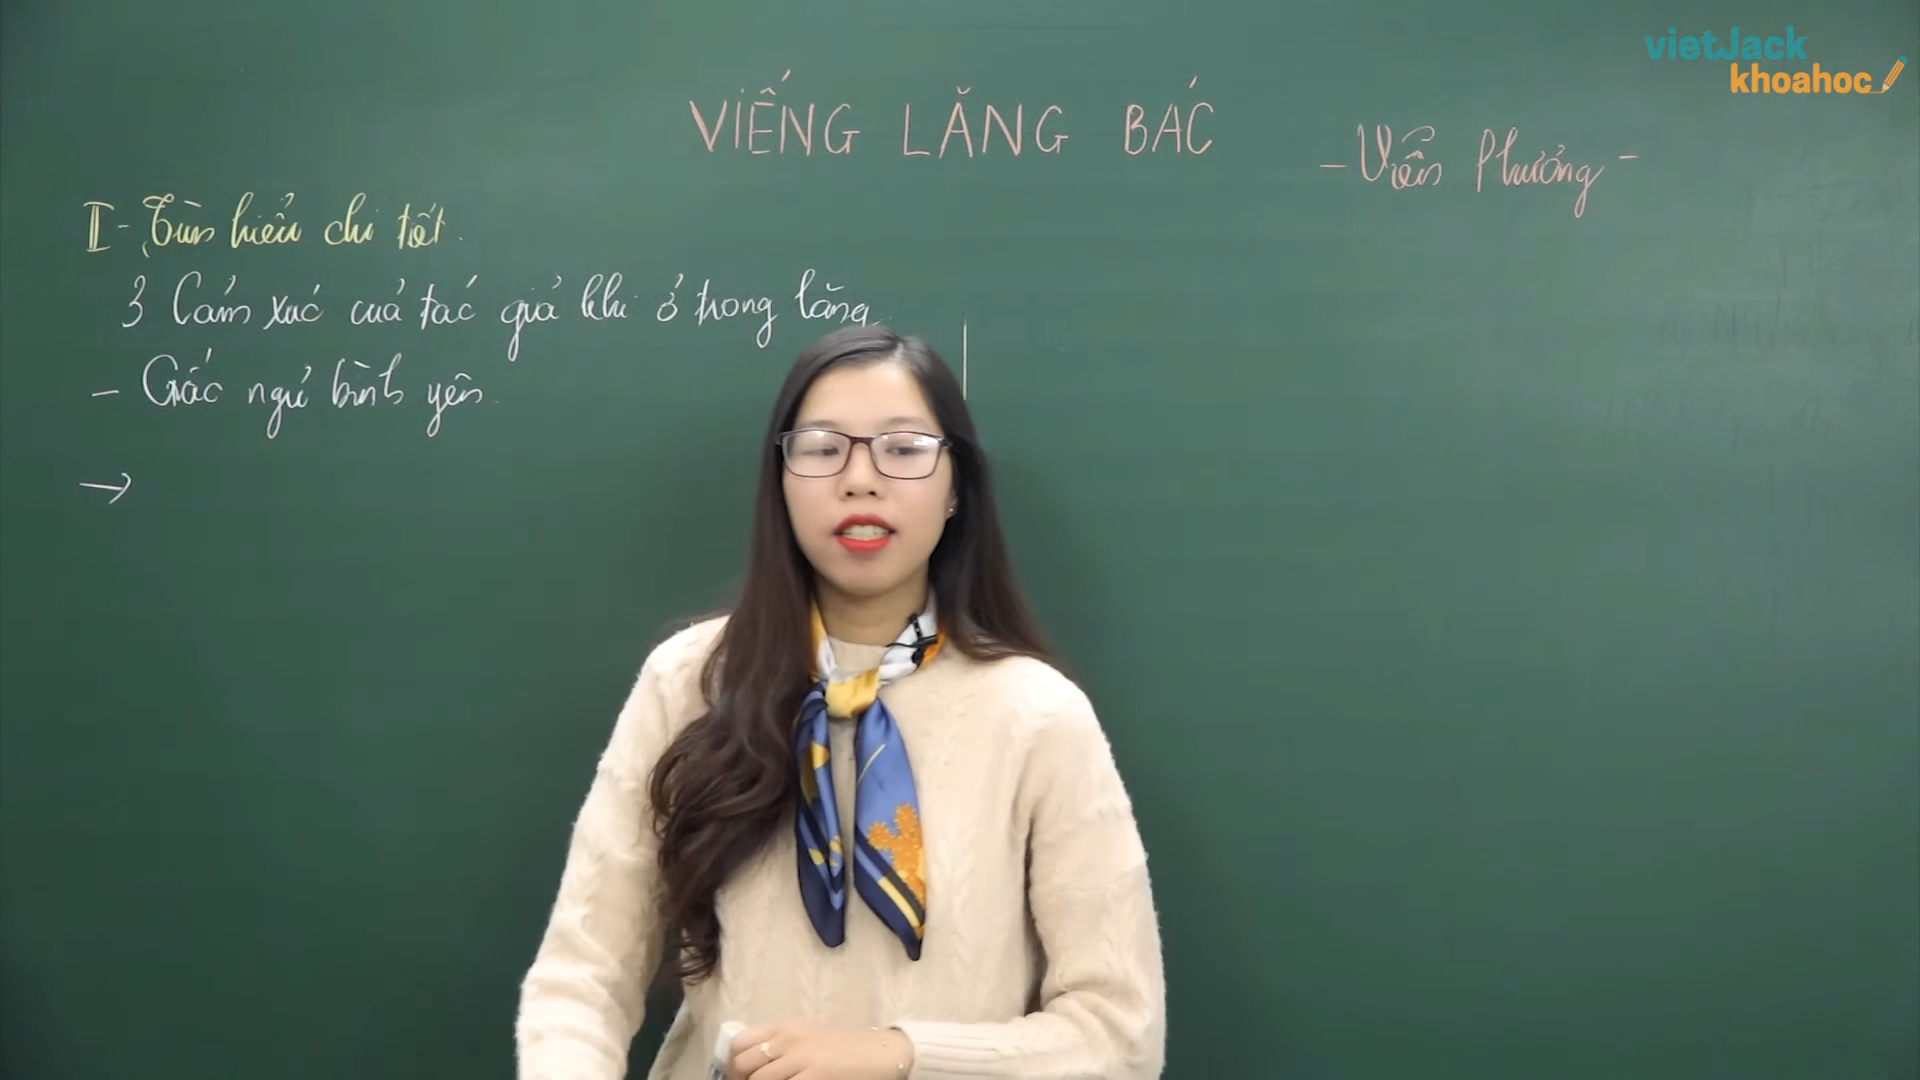 vietJack
khoahoc
VIẾNG LĂNG BÁC
- Viễn Phương -
II - Tìm hiểu chi tiết.
3 Cảm xúc của tác giả khi ở trong lăng
- Giấc ngủ bình yên.
→